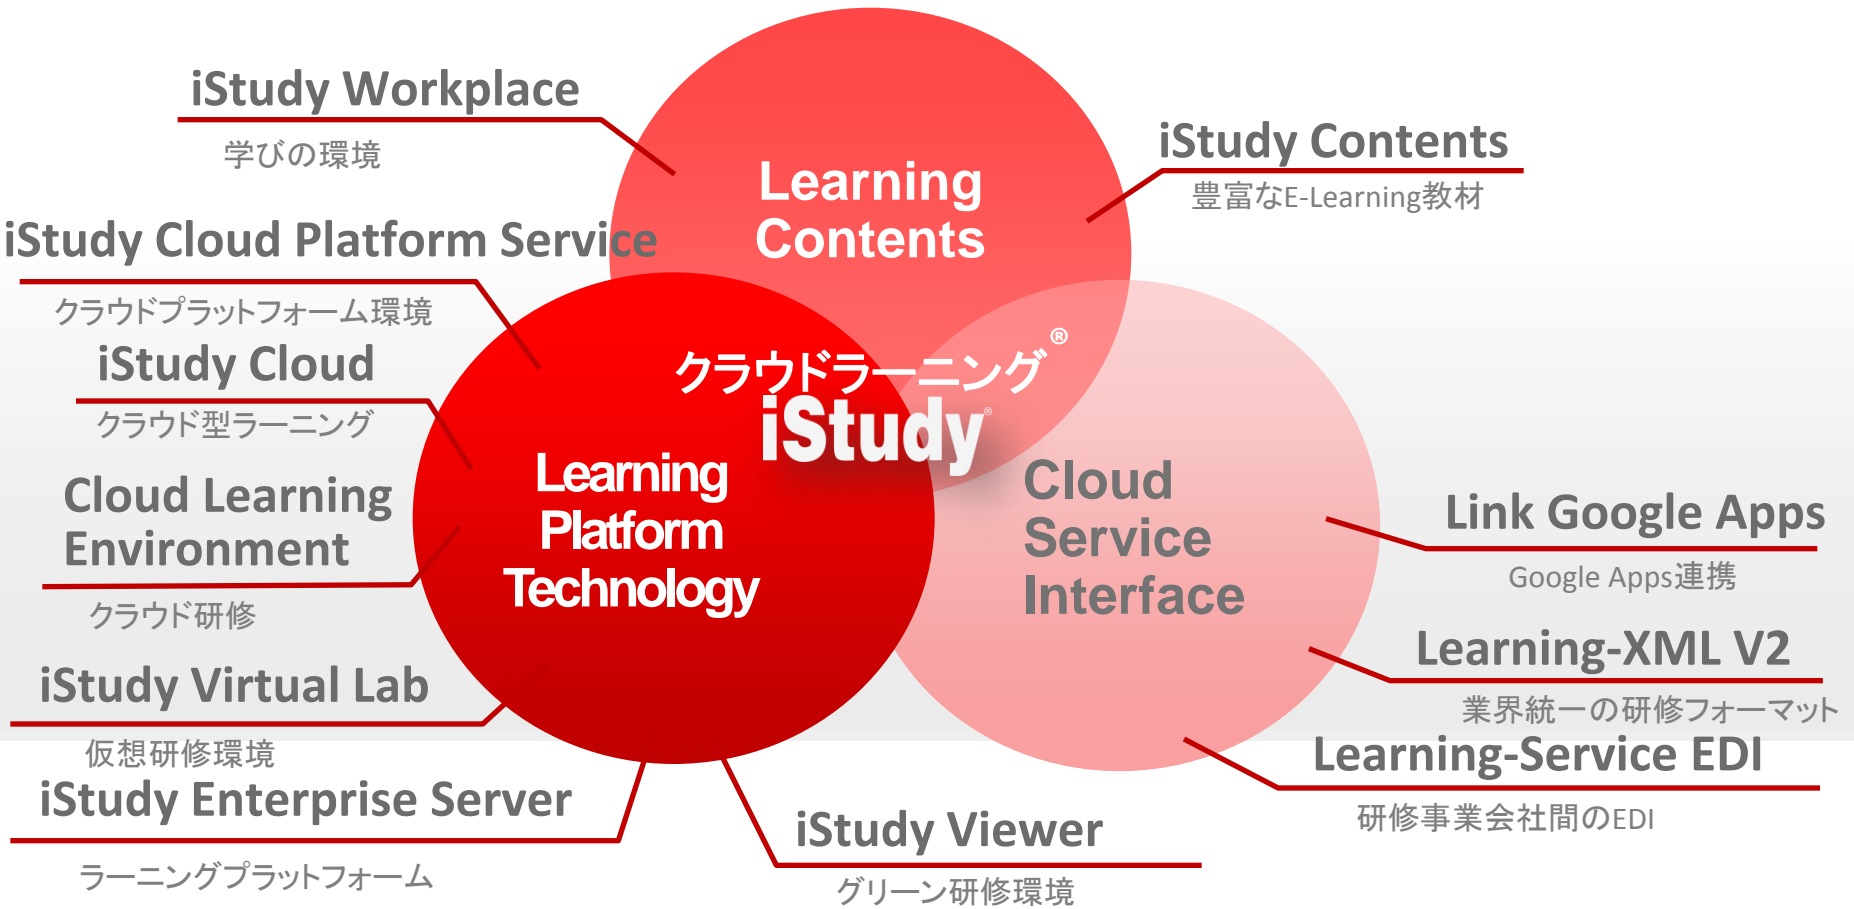 iStudy Workplace
学びの環境
iStudy Contents
豊富なE-Learning教材
Learning
Contents
iStudy Cloud Platform Service
クラウドプラットフォーム環境
iStudy Cloud
クラウド型ラーニング
クラウドラーニング®
iStudy®
Cloud Learning
Environment
クラウド研修
Learning
Platform
Technology
Cloud
Service
Interface
Link Google Apps
Google Apps連携
iStudy Virtual Lab
仮想研修環境
Learning-XML V2
業界統一の研修フォーマット
iStudy Enterprise Server
ラーニングプラットフォーム
iStudy Viewer
グリーン研修環境
Learning-Service EDI
研修事業会社間のEDI